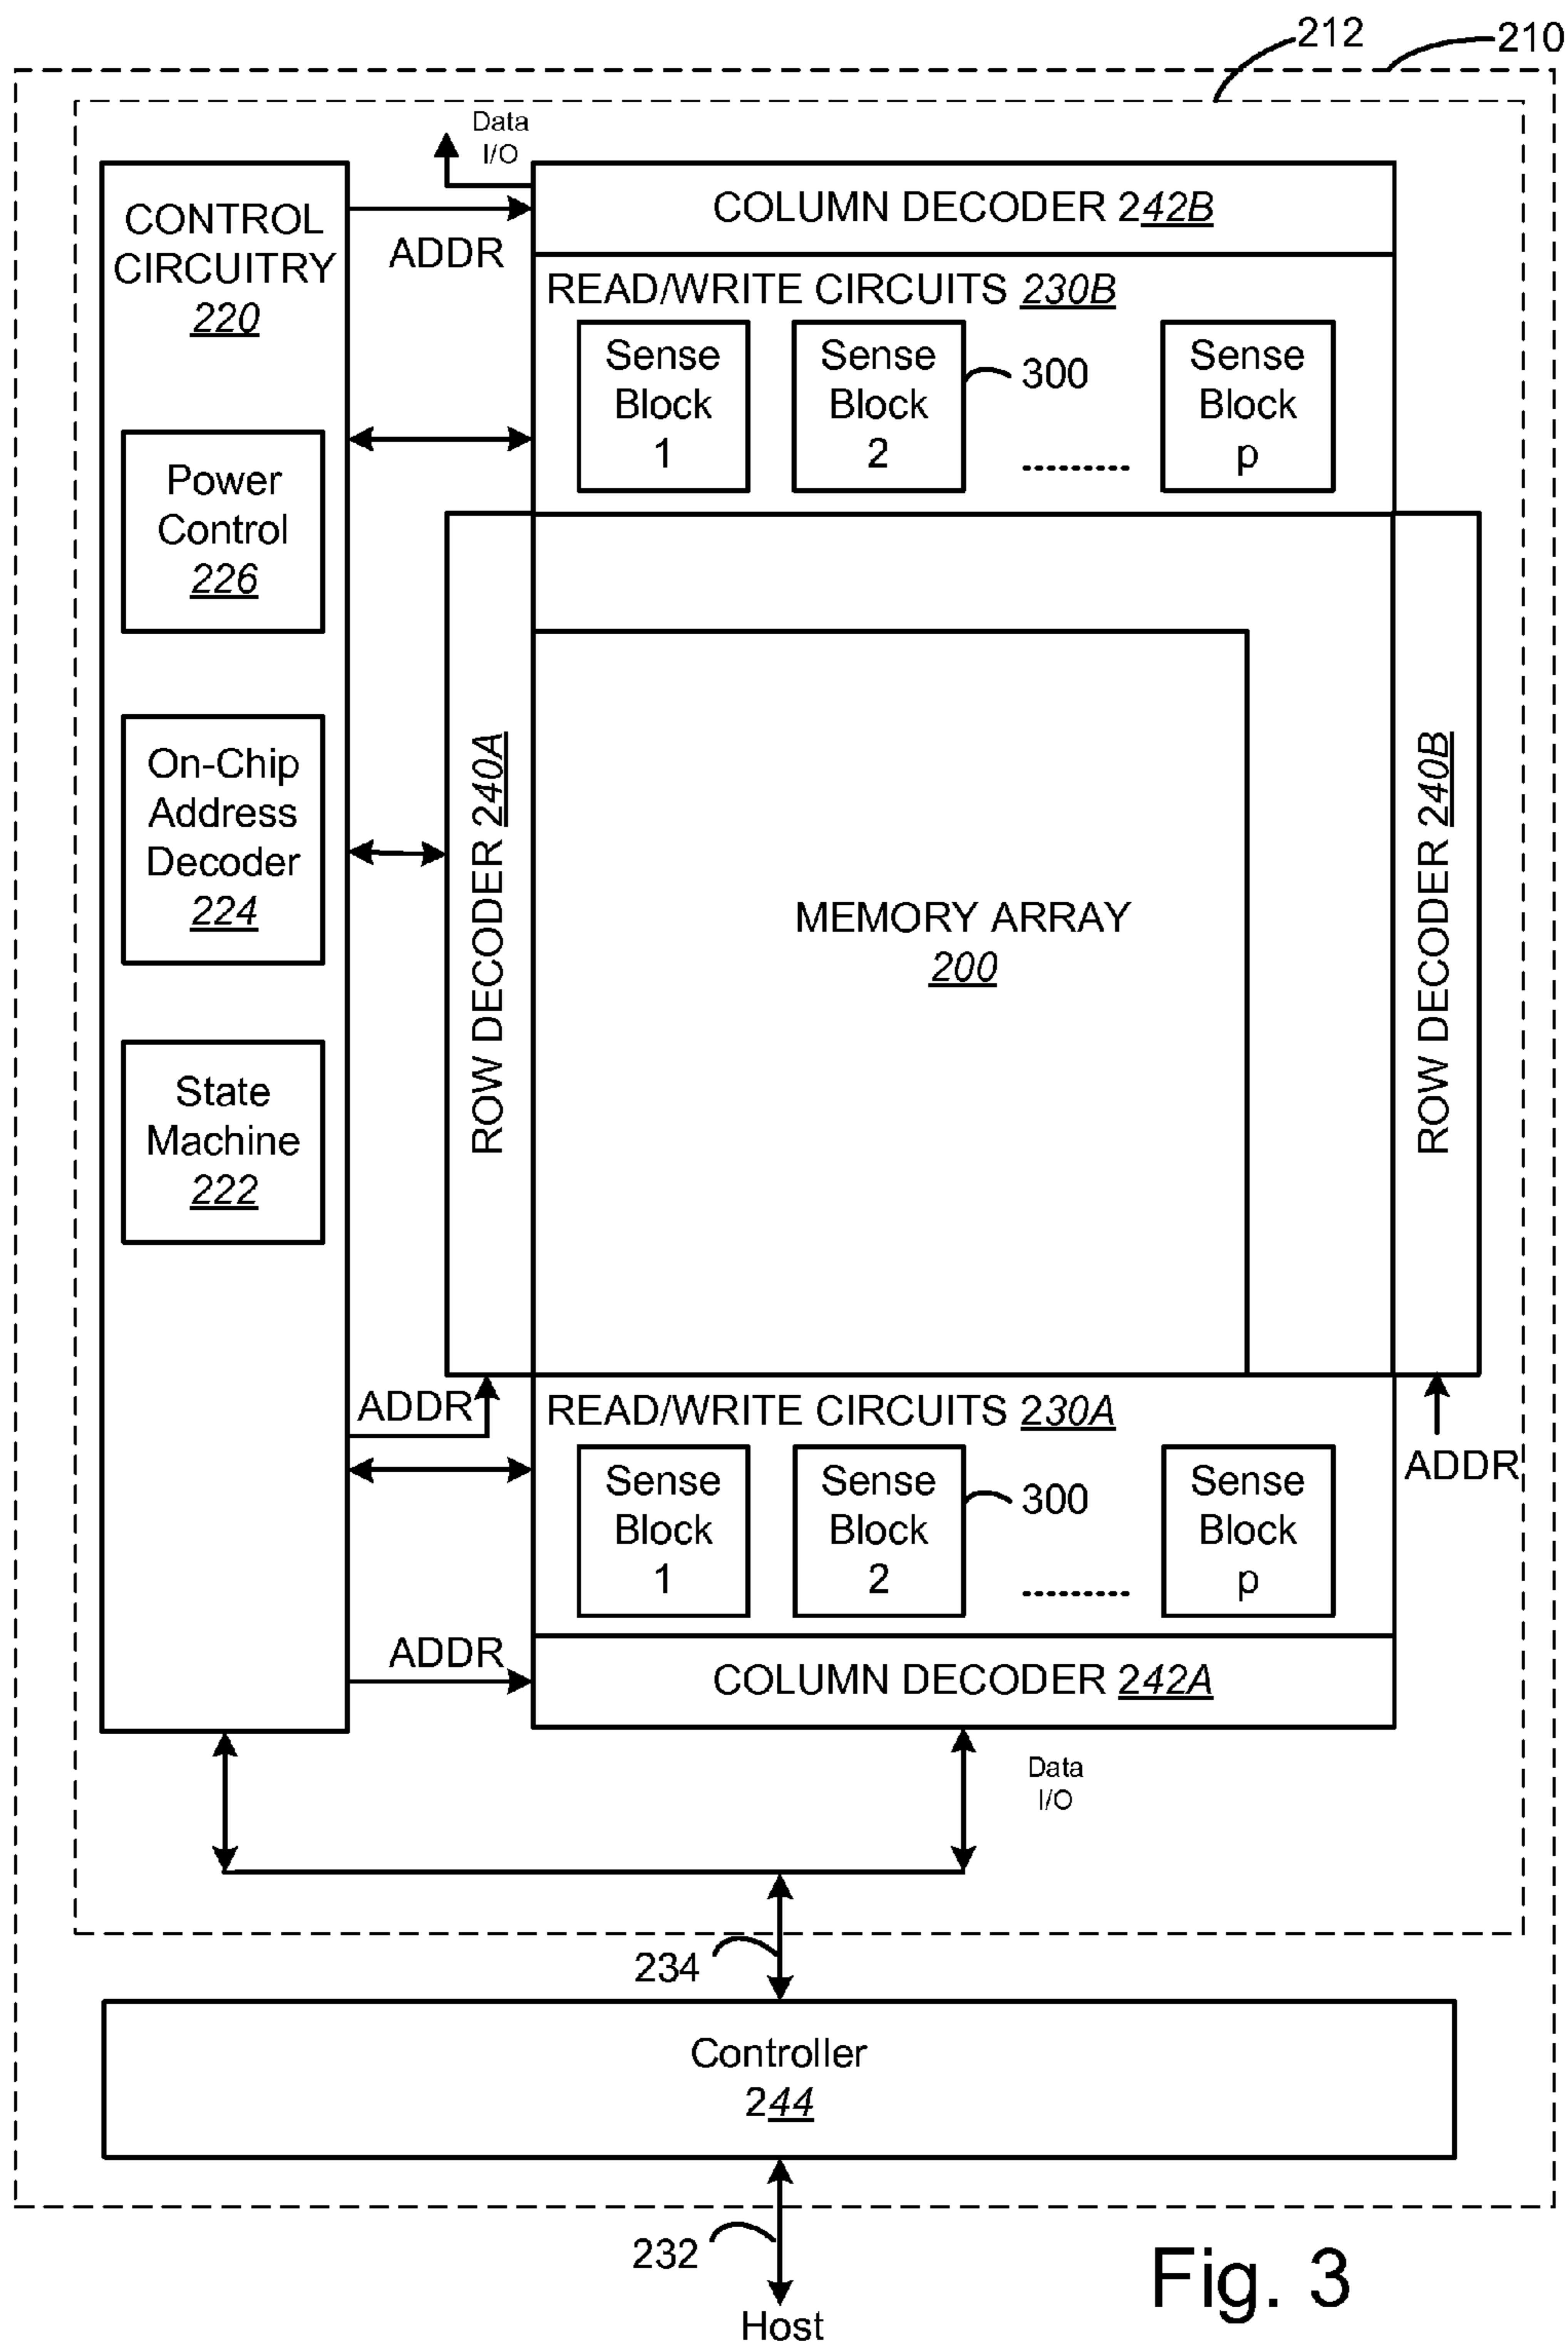 212
210
Data
I/O
CONTROL
CIRCUITRY
220
ADDR
COLUMN DECODER 242B
READ/WRITE CIRCUITS 230B
Sense
Block
1
Sense
Block
2
300
.........
Sense
Block
p
Power
Control
226
On-Chip
Address
Decoder
224
State
Machine
222
ROW DECODER 240A
MEMORY ARRAY
200
ROW DECODER 240B
ADDR
READ/WRITE CIRCUITS 230A
ADDR
Sense
Block
1
Sense
Block
2
300
.........
Sense
Block
p
ADDR
COLUMN DECODER 242A
Data
I/O
234
Controller
244
232
Host
Fig. 3